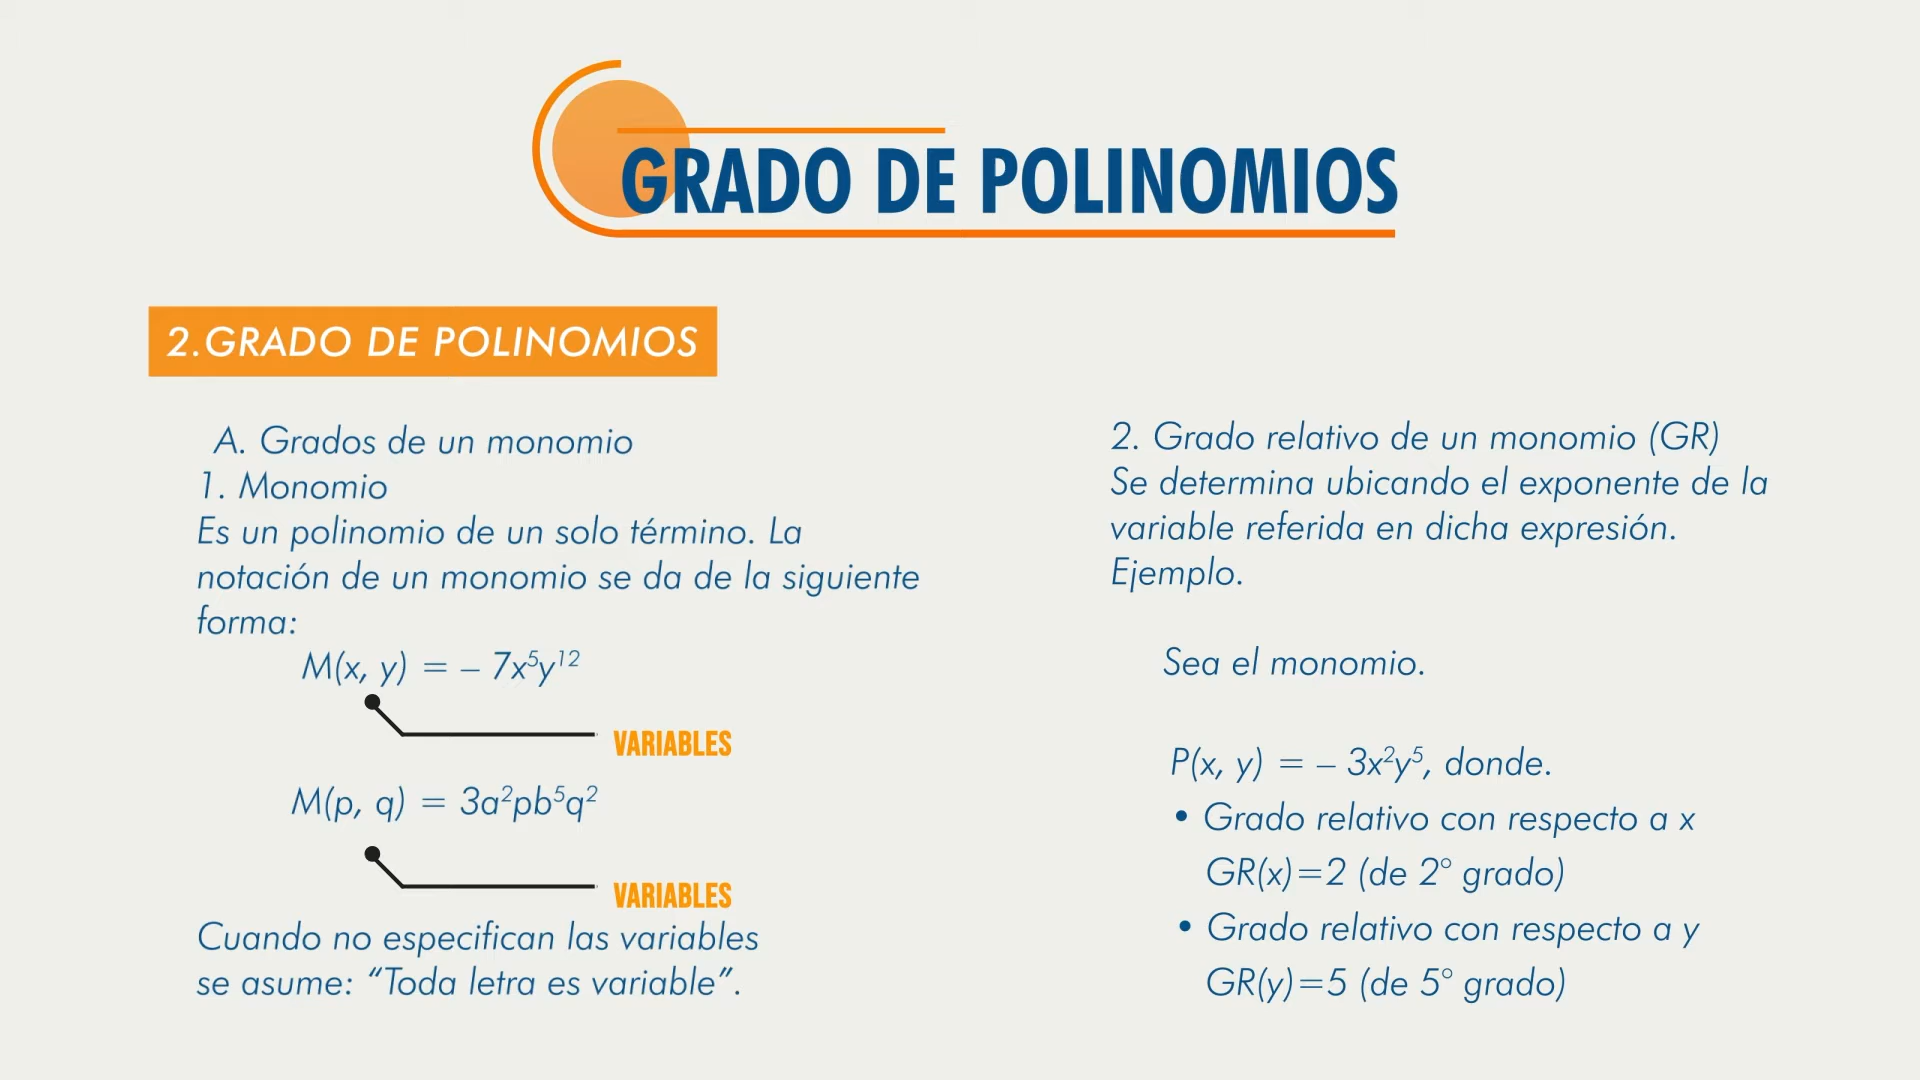 GRADO DE POLINOMIOS
2.GRADO DE POLINOMIOS
A. Grados de un monomio
1. Monomio
Es un polinomio de un solo término. La
notación de un monomio se da de la siguiente
forma:
M(x, y) = – 7x⁵y¹²
VARIABLES
M(p, q) = 3a²pb⁵q²
VARIABLES
Cuando no especifican las variables
se asume: “Toda letra es variable”.
2. Grado relativo de un monomio (GR)
Se determina ubicando el exponente de la
variable referida en dicha expresión.
Ejemplo.
Sea el monomio.
P(x, y) = – 3x²y⁵, donde.
• Grado relativo con respecto a x
GR(x)=2 (de 2° grado)
• Grado relativo con respecto a y
GR(y)=5 (de 5° grado)